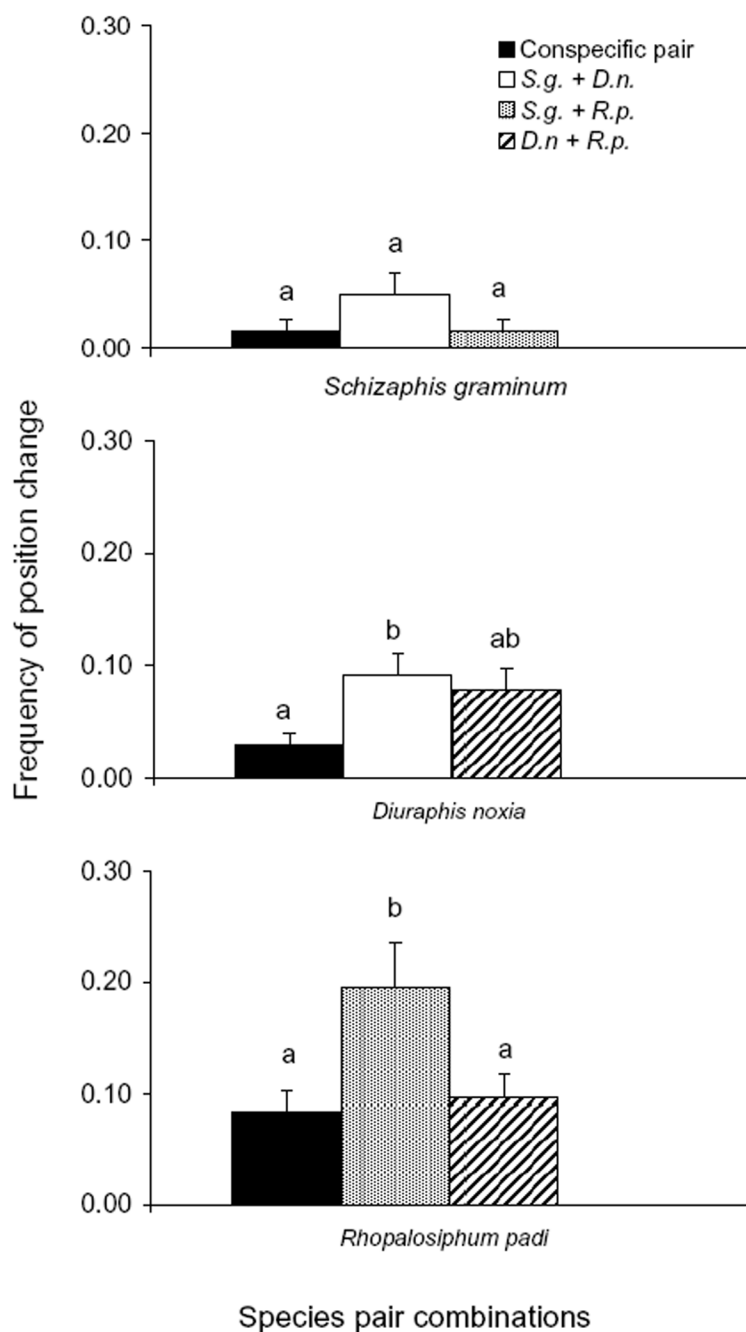 0.30
Conspecific pair
S.g. + D.n.
S.g. + R.p.
D.n + R.p.
0.20
0.10
a
a
a
0.00
Schizaphis graminum
Frequency of position change
0.30
0.20
0.10
a
b
ab
0.00
Diuraphis noxia
0.30
0.20
0.10
a
b
a
0.00
Rhopalosiphum padi
Species pair combinations